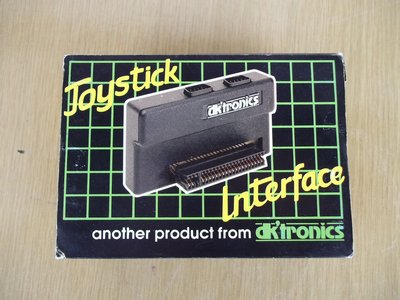 Joystick
dk'tronics
Interface
another product from dk'tronics